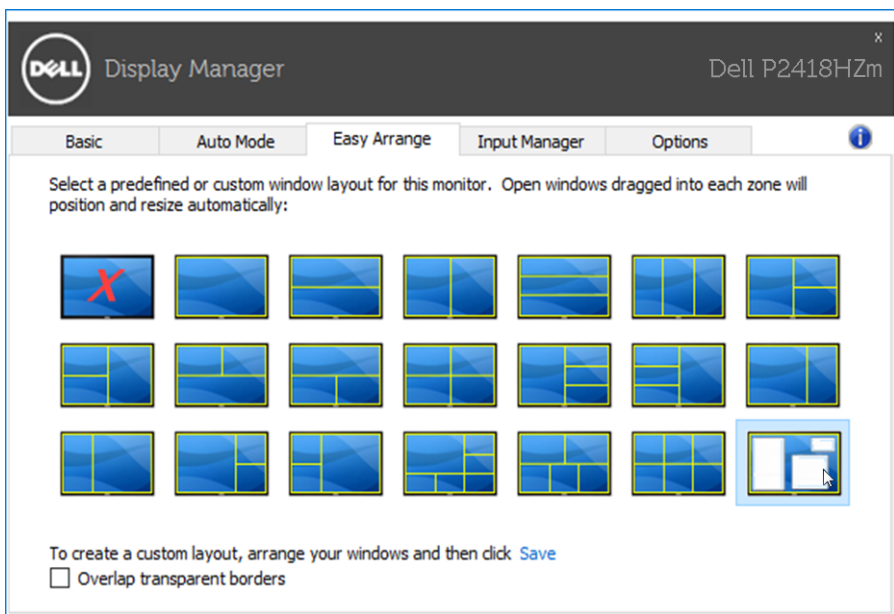 x
DELL Display Manager Dell P2418HZm
Basic Auto Mode Easy Arrange Input Manager Options i
Select a predefined or custom window layout for this monitor. Open windows dragged into each zone will
position and resize automatically:
X
To create a custom layout, arrange your windows and then click Save
Overlap transparent borders